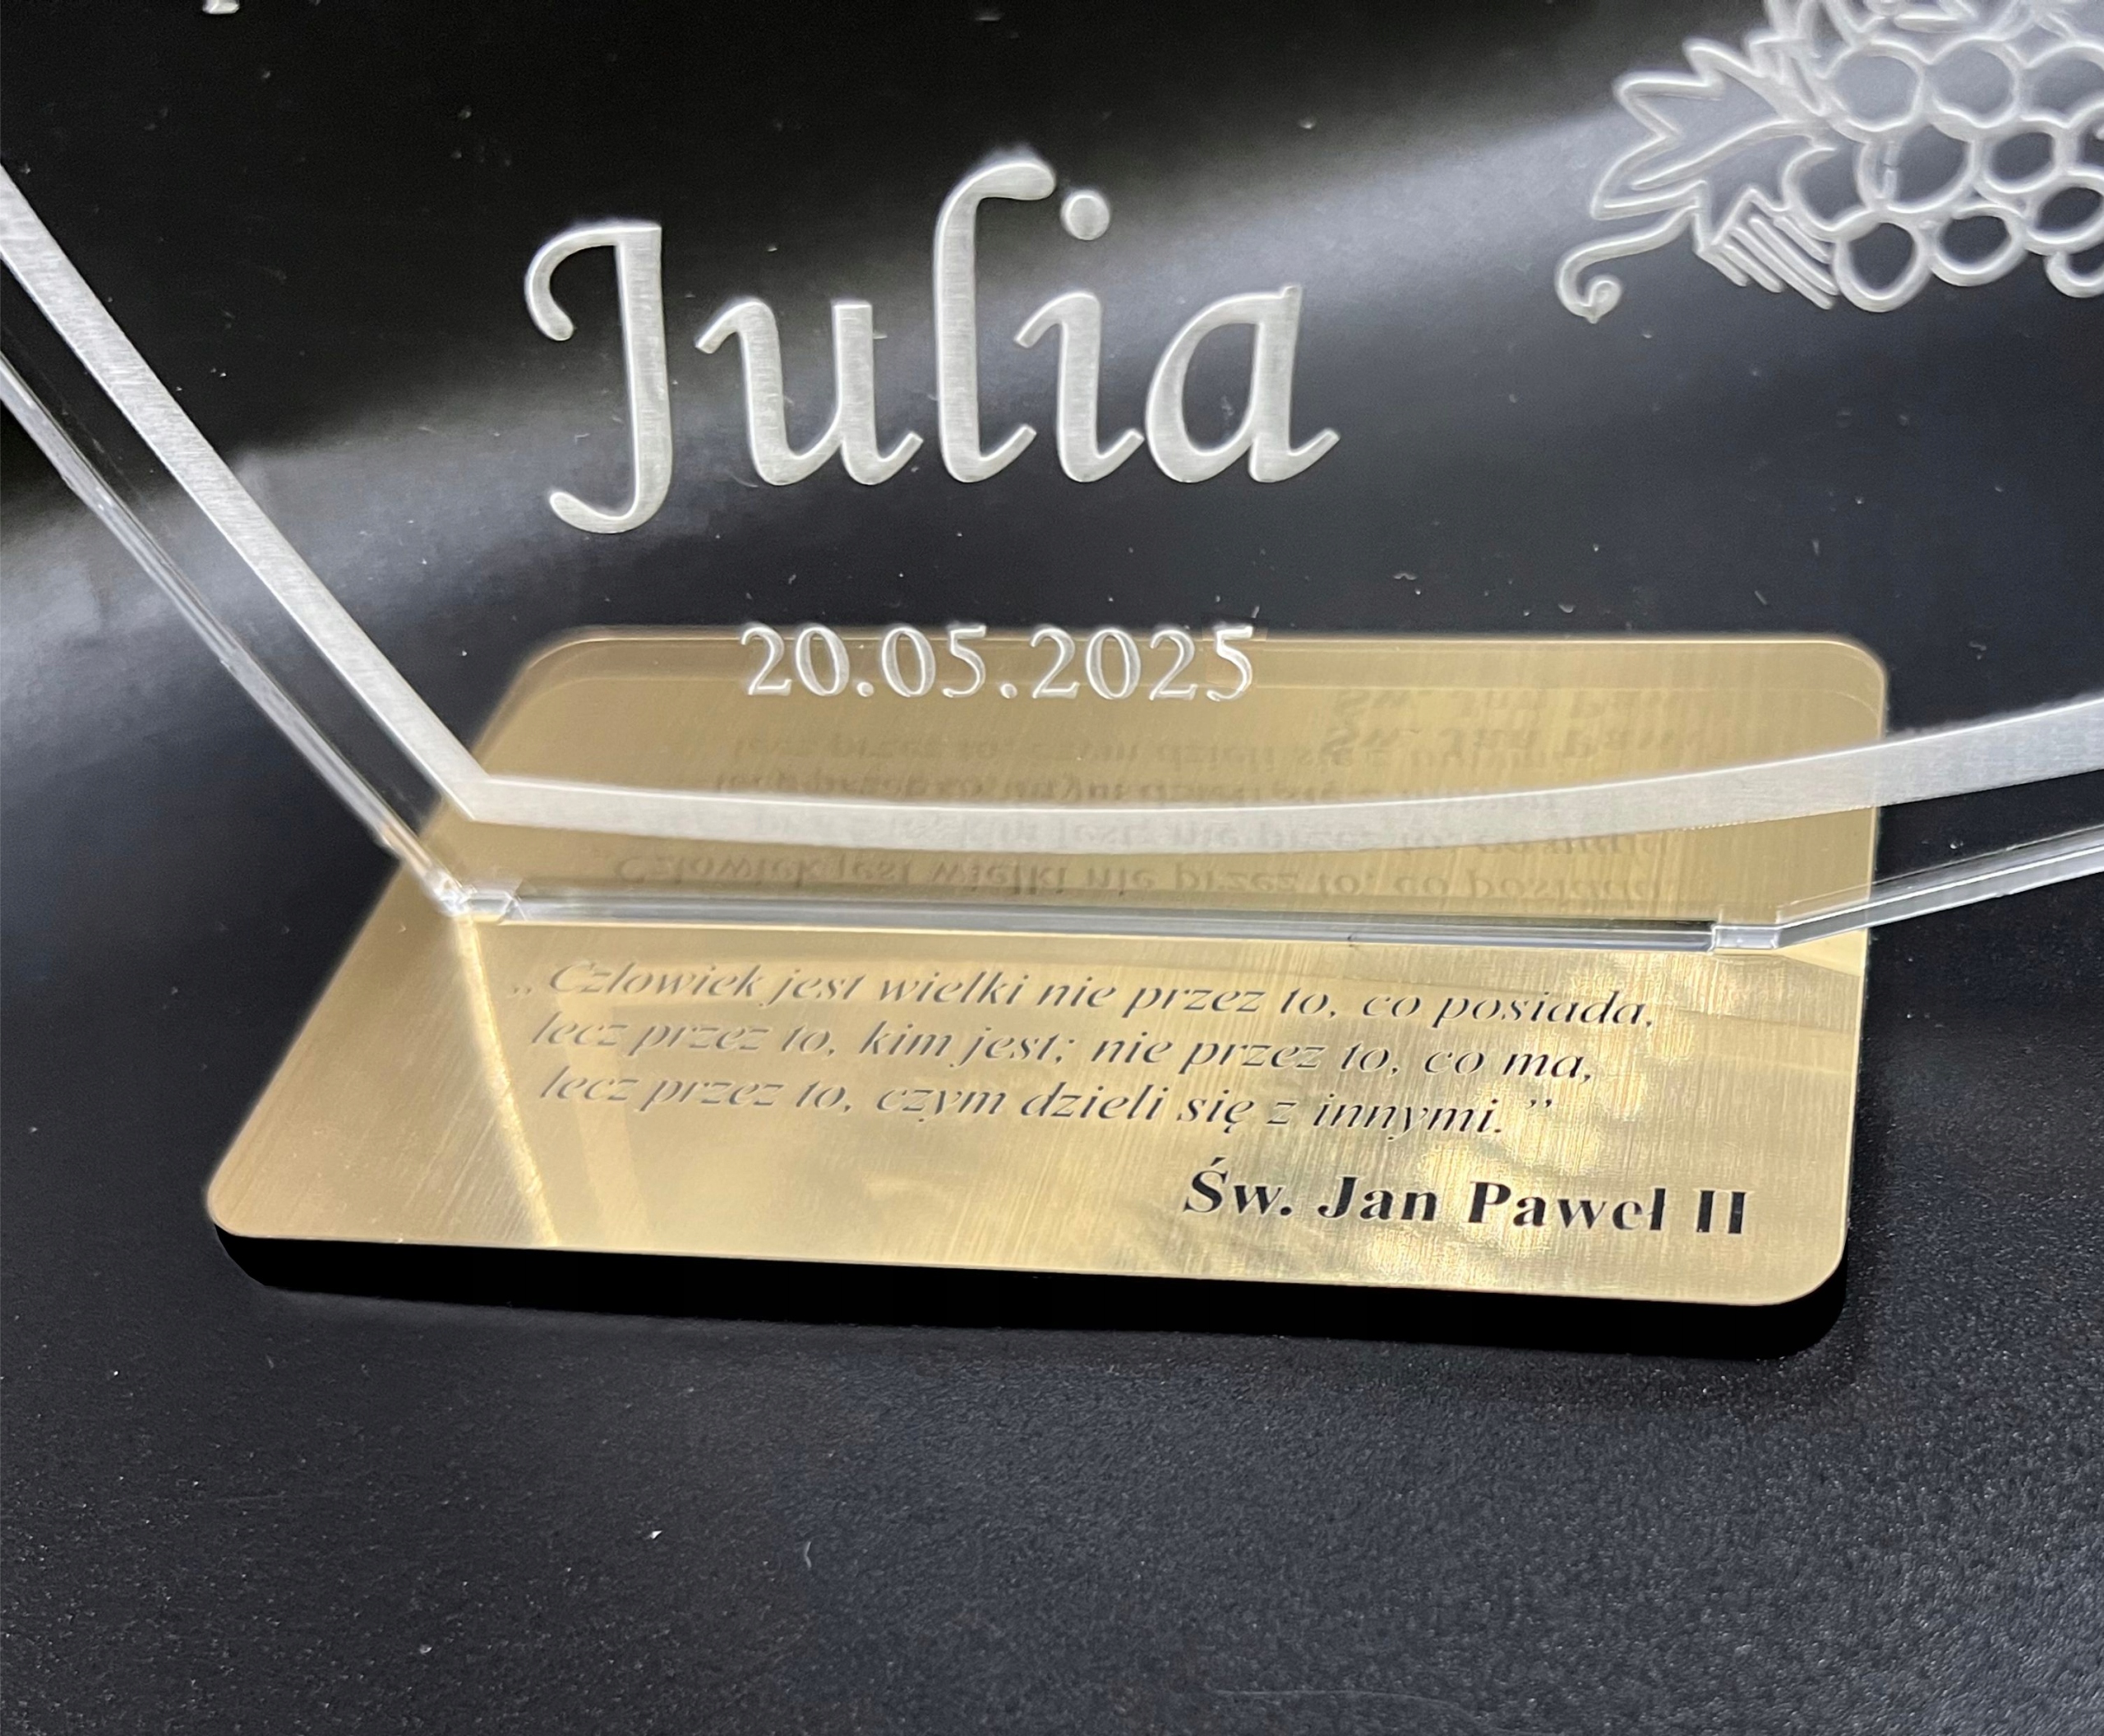 Julia
20.05.2025
„Człowiek jest wielki nie przez to, co posiada,
lecz przez to, kim jest; nie przez to, co ma,
lecz przez to, czym dzieli się z innymi.”
Św. Jan Paweł II